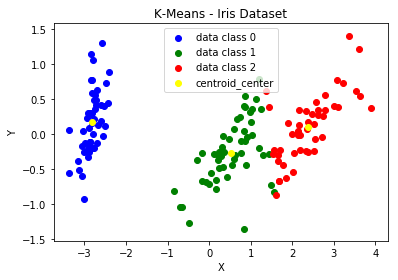 K-Means - Iris Dataset
data class 0
data class 1
data class 2
centroid_center
Y
1.5
1.0
0.5
0.0
−0.5
−1.0
−1.5
−3
−2
−1
0
1
2
3
4
X